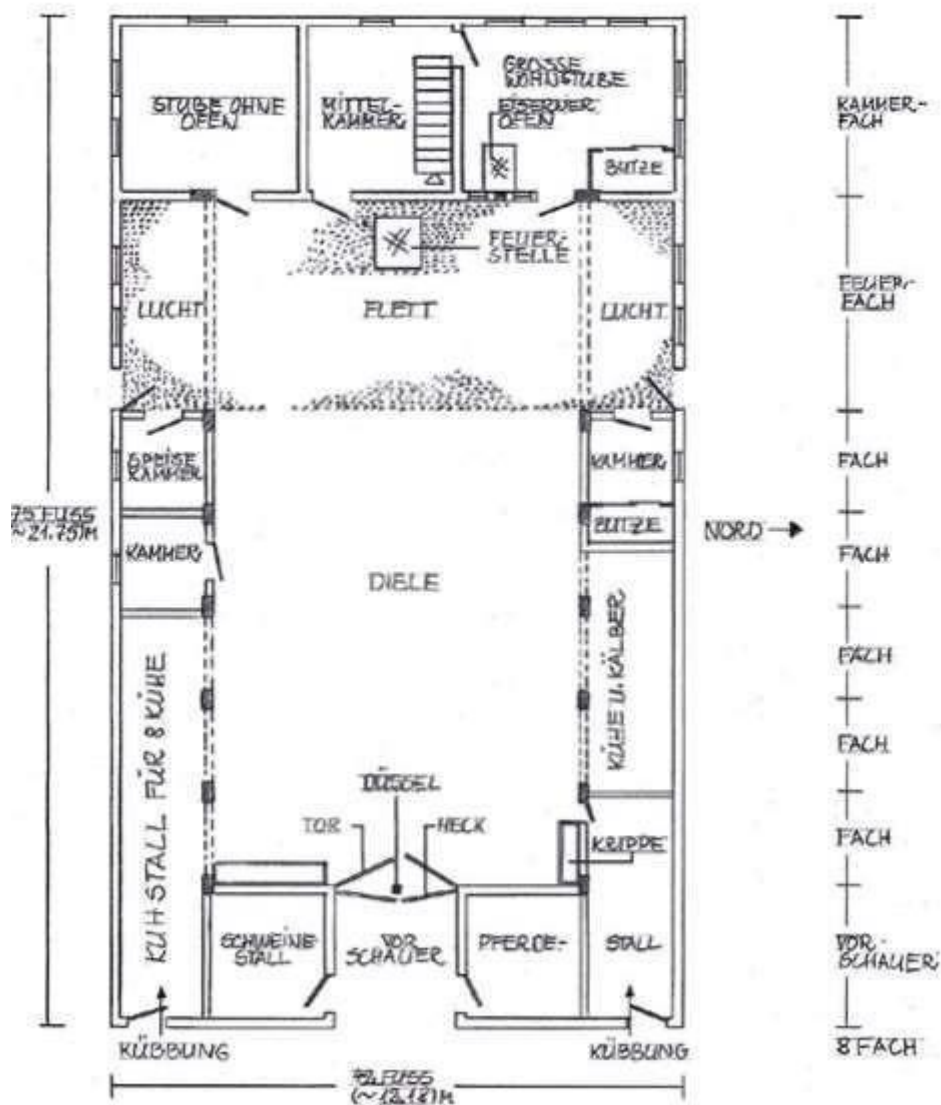 GROSSE
WOHNSTUBE
STUBE OHNE
OFEN
MITTEL-
KAMMER
EISERNER
OFEN
BUTZE
KAMMER-
FACH
FEUER-
STELLE
LUCHT
FLETT
LUCHT
FEUER-
FACH
SPEISE
KAMMER
KAMMER
FACH
75 FUSS
(~21.75)M
KAMMER
BUTZE
NORD
FACH
DIELE
KUHSTALL FÜR 8 KÜHE
KÜHE U. KÄLBER
FACH
FACH
DÜSSEL
TOR
HECK
KRIPPE
FACH
SCHWEINE-
STALL
VOR
SCHAUER
PFERDE-
STALL
VOR-
SCHAUER
KÜBBUNG
KÜBBUNG
8 FACH
FUSS
(~12.18)M